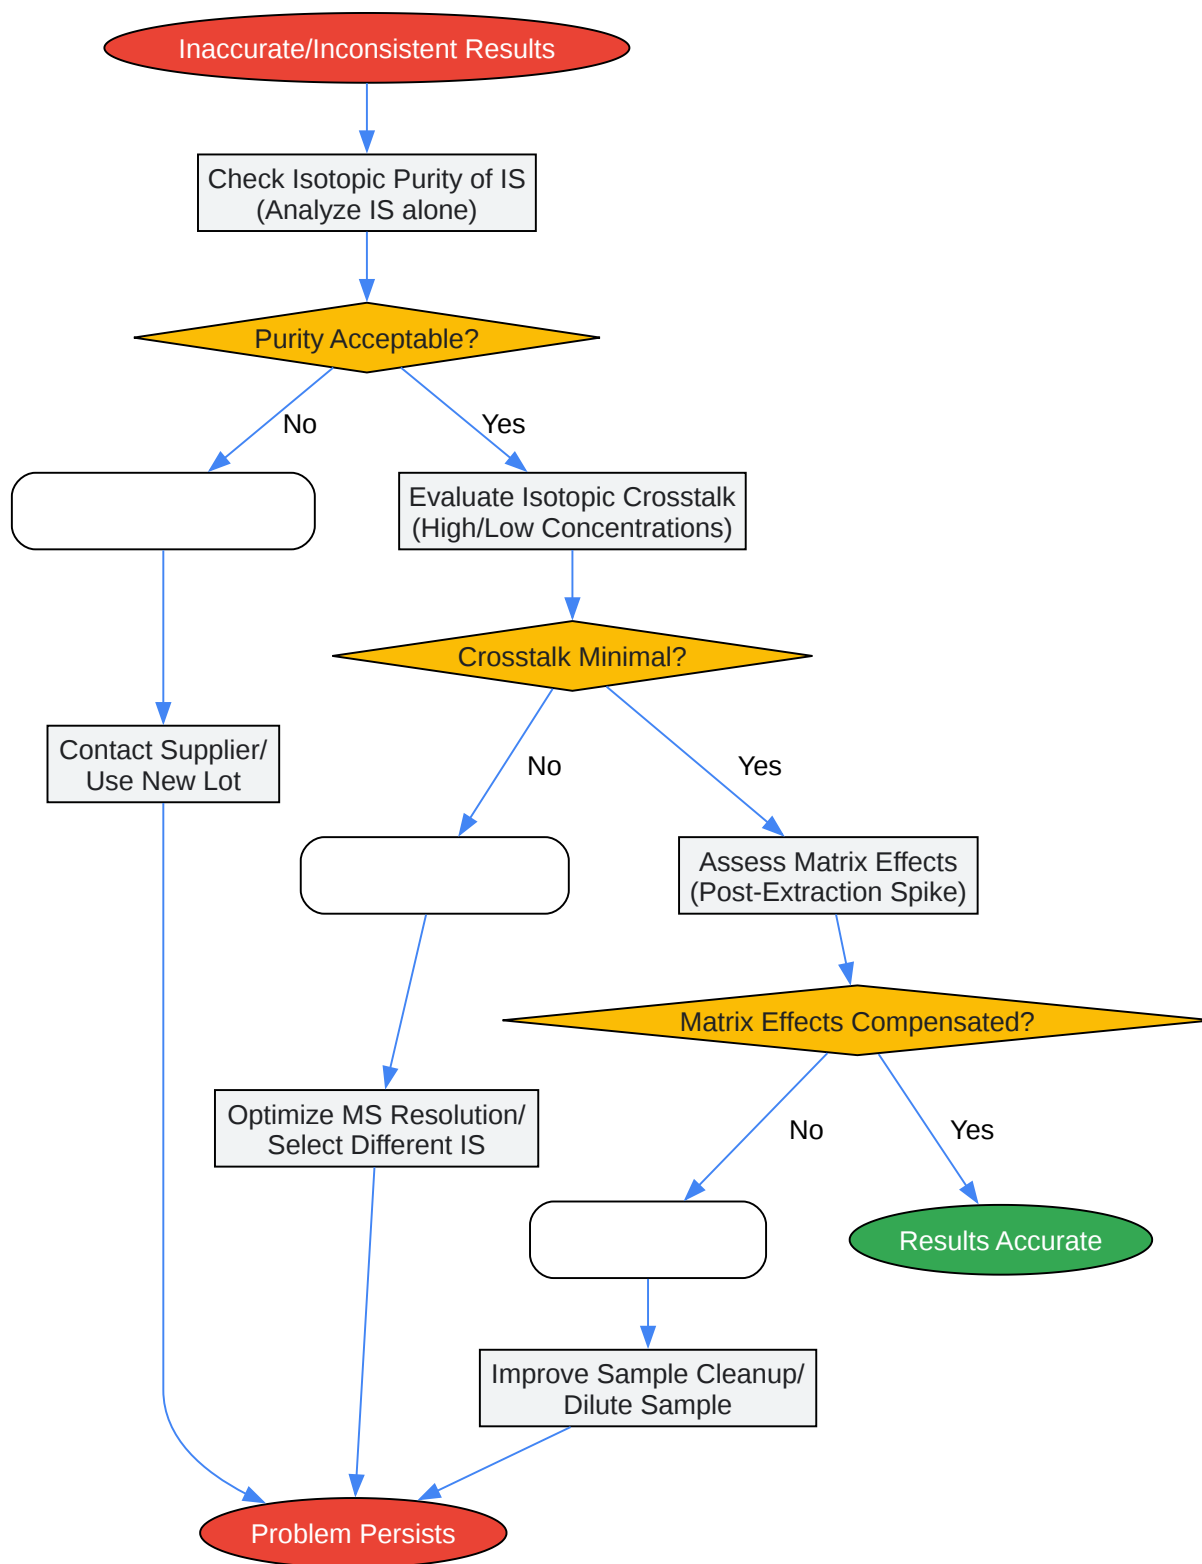 Inaccurate/Inconsistent Results
Check Isotopic Purity of IS
(Analyze IS alone)
Purity Acceptable?
No
Yes
Evaluate Isotopic Crosstalk
(High/Low Concentrations)
Crosstalk Minimal?
Contact Supplier/
Use New Lot
No
Yes
Assess Matrix Effects
(Post-Extraction Spike)
Matrix Effects Compensated?
Optimize MS Resolution/
Select Different IS
No
Yes
Results Accurate
Improve Sample Cleanup/
Dilute Sample
Problem Persists